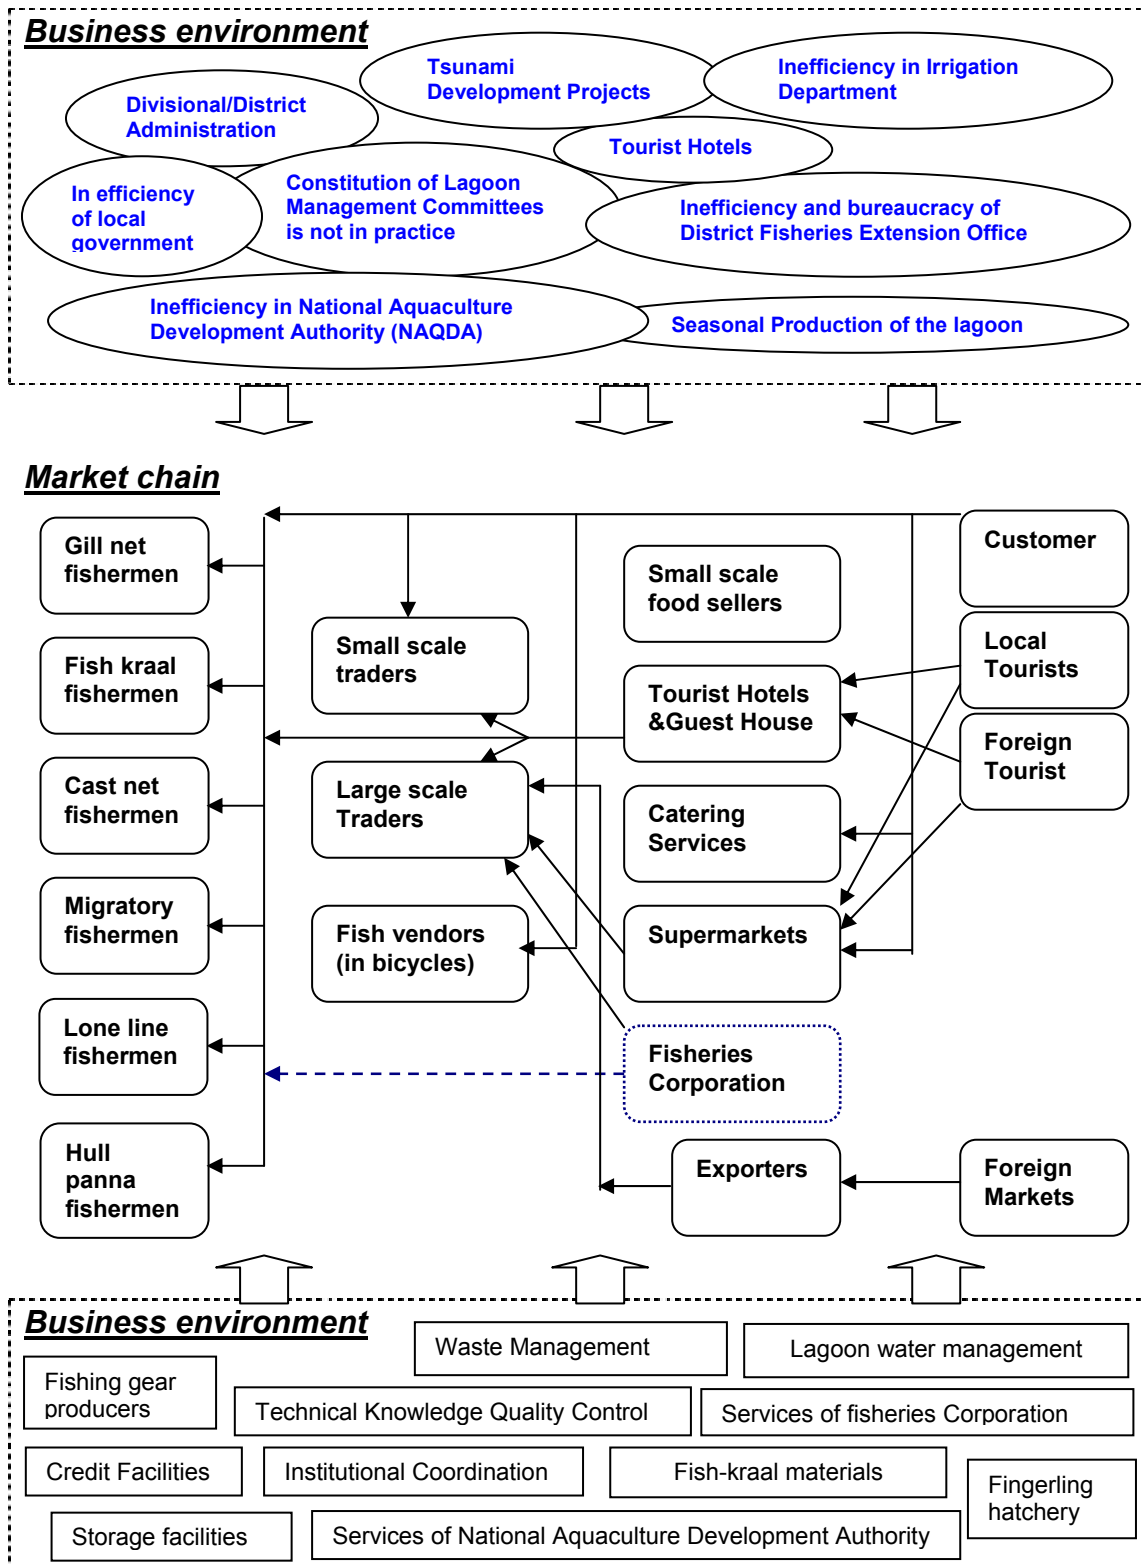 Business environment
Tsunami
Development Projects
Inefficiency in Irrigation
Department
Divisional/District
Administration
Tourist Hotels
In efficiency
of local
government
Constitution of Lagoon
Management Committees
is not in practice
Inefficiency and bureaucracy of
District Fisheries Extension Office
Inefficiency in National Aquaculture
Development Authority (NAQDA)
Seasonal Production of the lagoon
Market chain
Gill net
fishermen
Fish kraal
fishermen
Cast net
fishermen
Migratory
fishermen
Lone line
fishermen
Hull
panna
fishermen
Small scale
traders
Large scale
Traders
Fish vendors
(in bicycles)
Small scale
food sellers
Tourist Hotels
&Guest House
Catering
Services
Supermarkets
Fisheries
Corporation
Exporters
Customer
Local
Tourists
Foreign
Tourist
Foreign
Markets
Business environment
Waste Management
Lagoon water management
Fishing gear
producers
Technical Knowledge Quality Control
Services of fisheries Corporation
Credit Facilities
Institutional Coordination
Fish-kraal materials
Fingerling
hatchery
Storage facilities
Services of National Aquaculture Development Authority